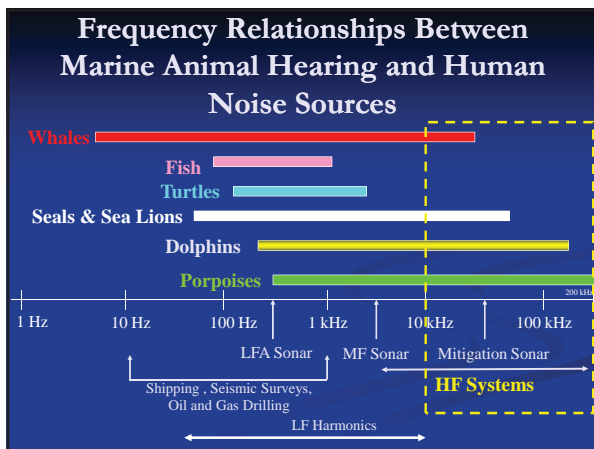 Frequency Relationships Between
Marine Animal Hearing and Human
Noise Sources
Whales
Fish
Turtles
Seals & Sea Lions
Dolphins
Porpoises
200 kHz
1 Hz 10 Hz 100 Hz 1 kHz 10 kHz 100 kHz
LFA Sonar MF Sonar Mitigation Sonar
Shipping , Seismic Surveys,
Oil and Gas Drilling
HF Systems
LF Harmonics